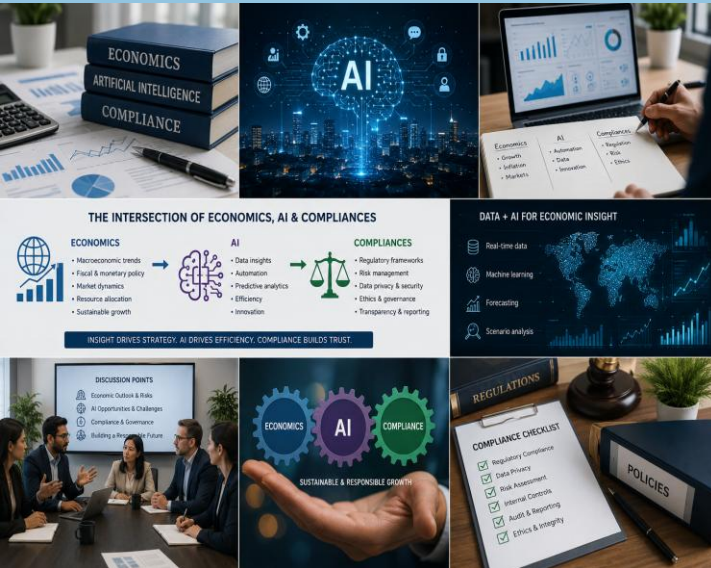 ECONOMICS
ARTIFICIAL INTELLIGENCE
COMPLIANCE
AI
Economics
• Growth
• Inflation
• Markets
AI
• Automation
• Data
• Innovation
Compliances
• Regulation
• Risk
• Ethics
THE INTERSECTION OF ECONOMICS, AI & COMPLIANCES
ECONOMICS
• Macroeconomic trends
• Fiscal & monetary policy
• Market dynamics
• Resource allocation
• Sustainable growth
AI
• Data insights
• Automation
• Predictive analytics
• Efficiency
• Innovation
COMPLIANCES
• Regulatory frameworks
• Risk management
• Data privacy & security
• Ethics & governance
• Transparency & reporting
INSIGHT DRIVES STRATEGY. AI DRIVES EFFICIENCY. COMPLIANCE BUILDS TRUST.
DATA + AI FOR ECONOMIC INSIGHT
Real-time data
Machine learning
Forecasting
Scenario analysis
DISCUSSION POINTS
Economic Outlook & Risks
AI Opportunities & Challenges
Compliance & Governance
Building a Responsible Future
ECONOMICS
AI
COMPLIANCE
SUSTAINABLE & RESPONSIBLE GROWTH
REGULATIONS
COMPLIANCE CHECKLIST
Regulatory Compliance
Data Privacy
Risk Assessment
Internal Controls
Audit & Reporting
Ethics & Integrity
POLICIES